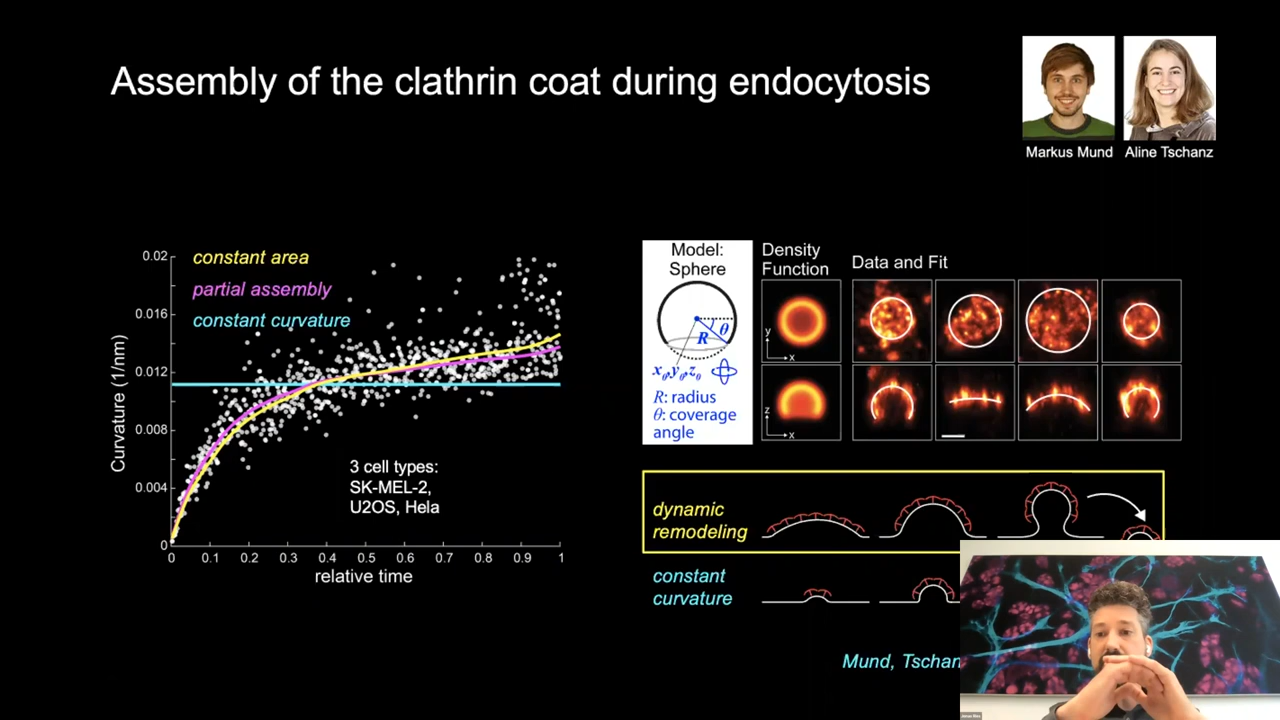 Assembly of the clathrin coat during endocytosis
Markus Mund
Aline Tschanz
constant area
partial assembly
constant curvature
Curvature (1/nm)
0.02
0.016
0.012
0.008
0.004
0
3 cell types:
SK-MEL-2,
U2OS, Hela
0 0.1 0.2 0.3 0.4 0.5 0.6 0.7 0.8 0.9 1
relative time
Model:
Sphere
θ
R
x₀,y₀,z₀
R: radius
θ: coverage
angle
Density
Function
y
x
z
x
Data and Fit
dynamic
remodeling
constant
curvature
Mund, Tschan